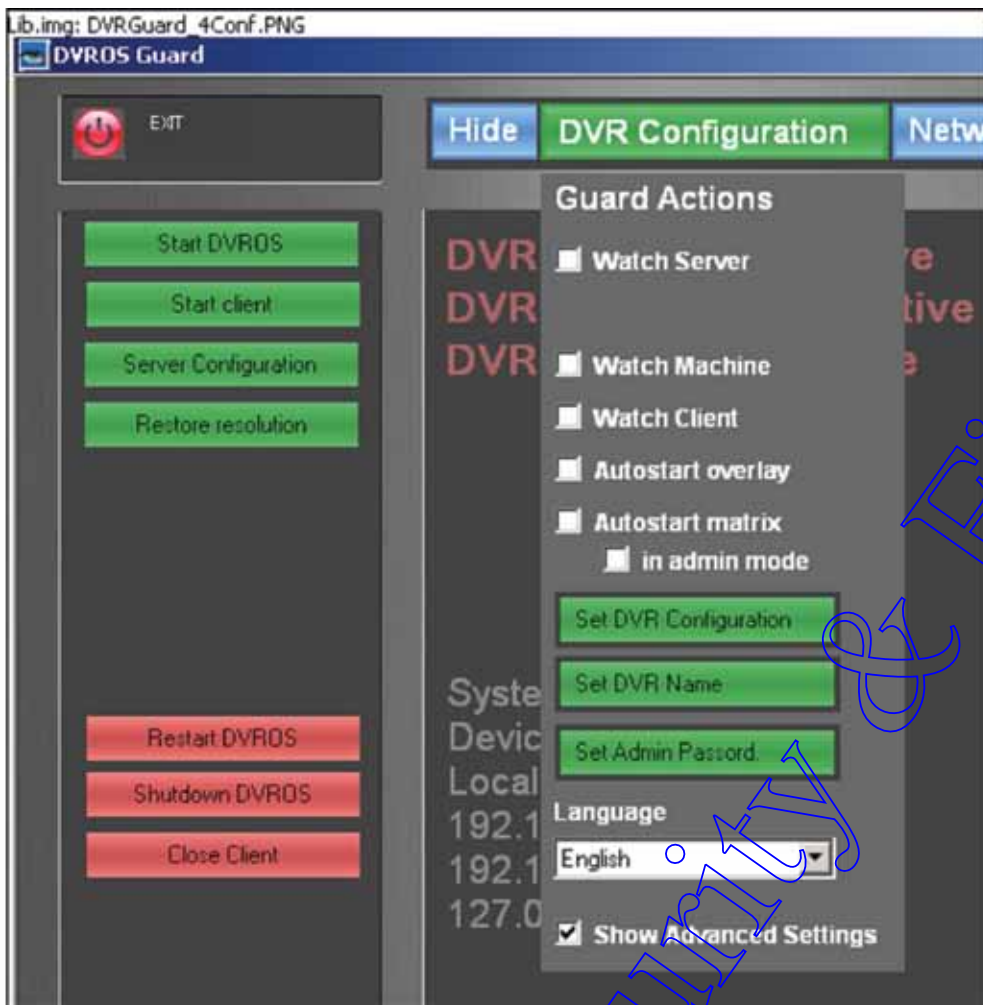 Lib.img: DVRGuard_4Conf.PNG
DVROS Guard
EXIT
Hide
DVR Configuration
Netw
Start DVROS
Start client
Server Configuration
Restore resolution
Restart DVROS
Shutdown DVROS
Close Client
DVR
DVR
DVR
ve
tive
e
Syste
Devic
Local
192.1
192.1
127.0
Guard Actions
Watch Server
Watch Machine
Watch Client
Autostart overlay
Autostart matrix
in admin mode
Set DVR Configuration
Set DVR Name
Set Admin Passord.
Language
English
Show Advanced Settings
urity & Fi